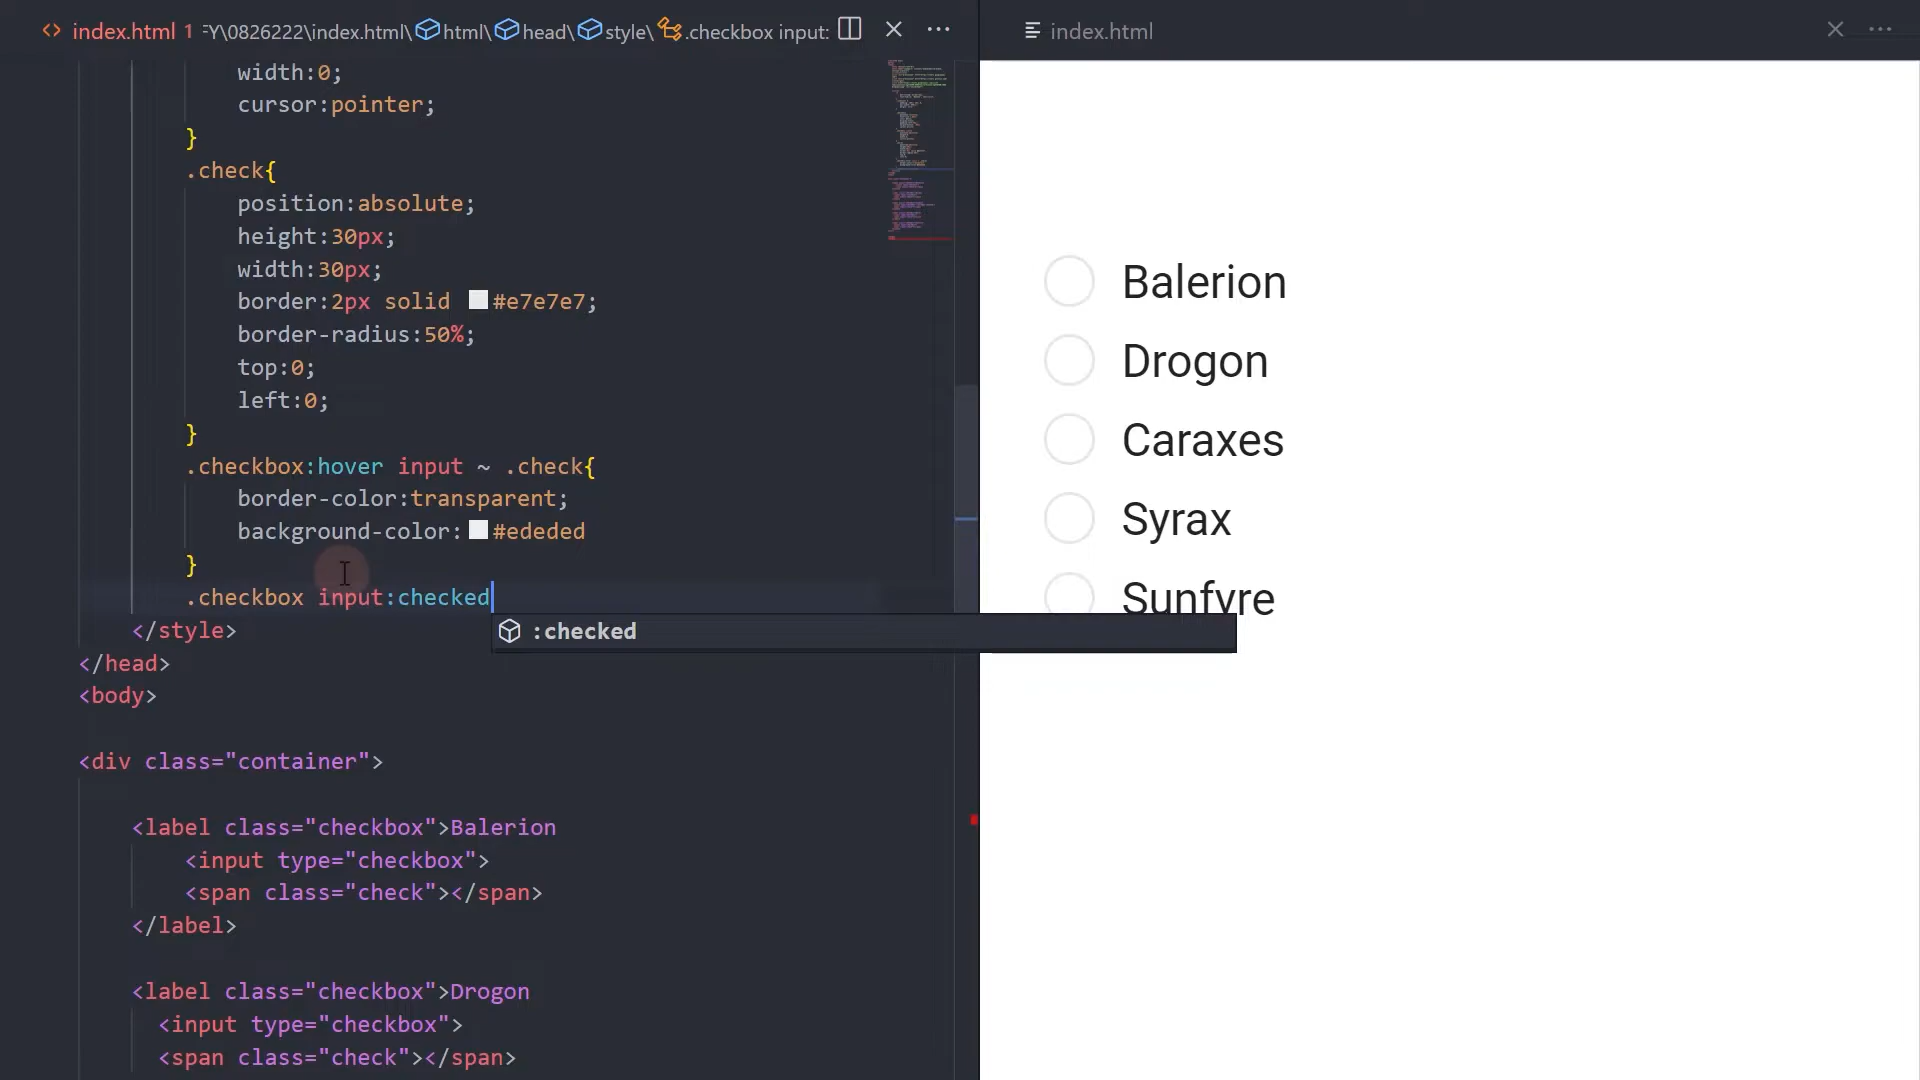 index.html 1 -Y\0826222\index.html\html\head\style\.checkbox input:
width:0;
cursor:pointer;
}
.check{
position:absolute;
height:30px;
width:30px;
border:2px solid #e7e7e7;
border-radius:50%;
top:0;
left:0;
}
.checkbox:hover input ~ .check{
border-color:transparent;
background-color:#ededed
}
.checkbox input:checked
:checked
</style>
</head>
<body>
<div class="container">
<label class="checkbox">Balerion
<input type="checkbox">
<span class="check"></span>
</label>
<label class="checkbox">Drogon
<input type="checkbox">
<span class="check"></span>
index.html
Balerion
Drogon
Caraxes
Syrax
Sunfyre